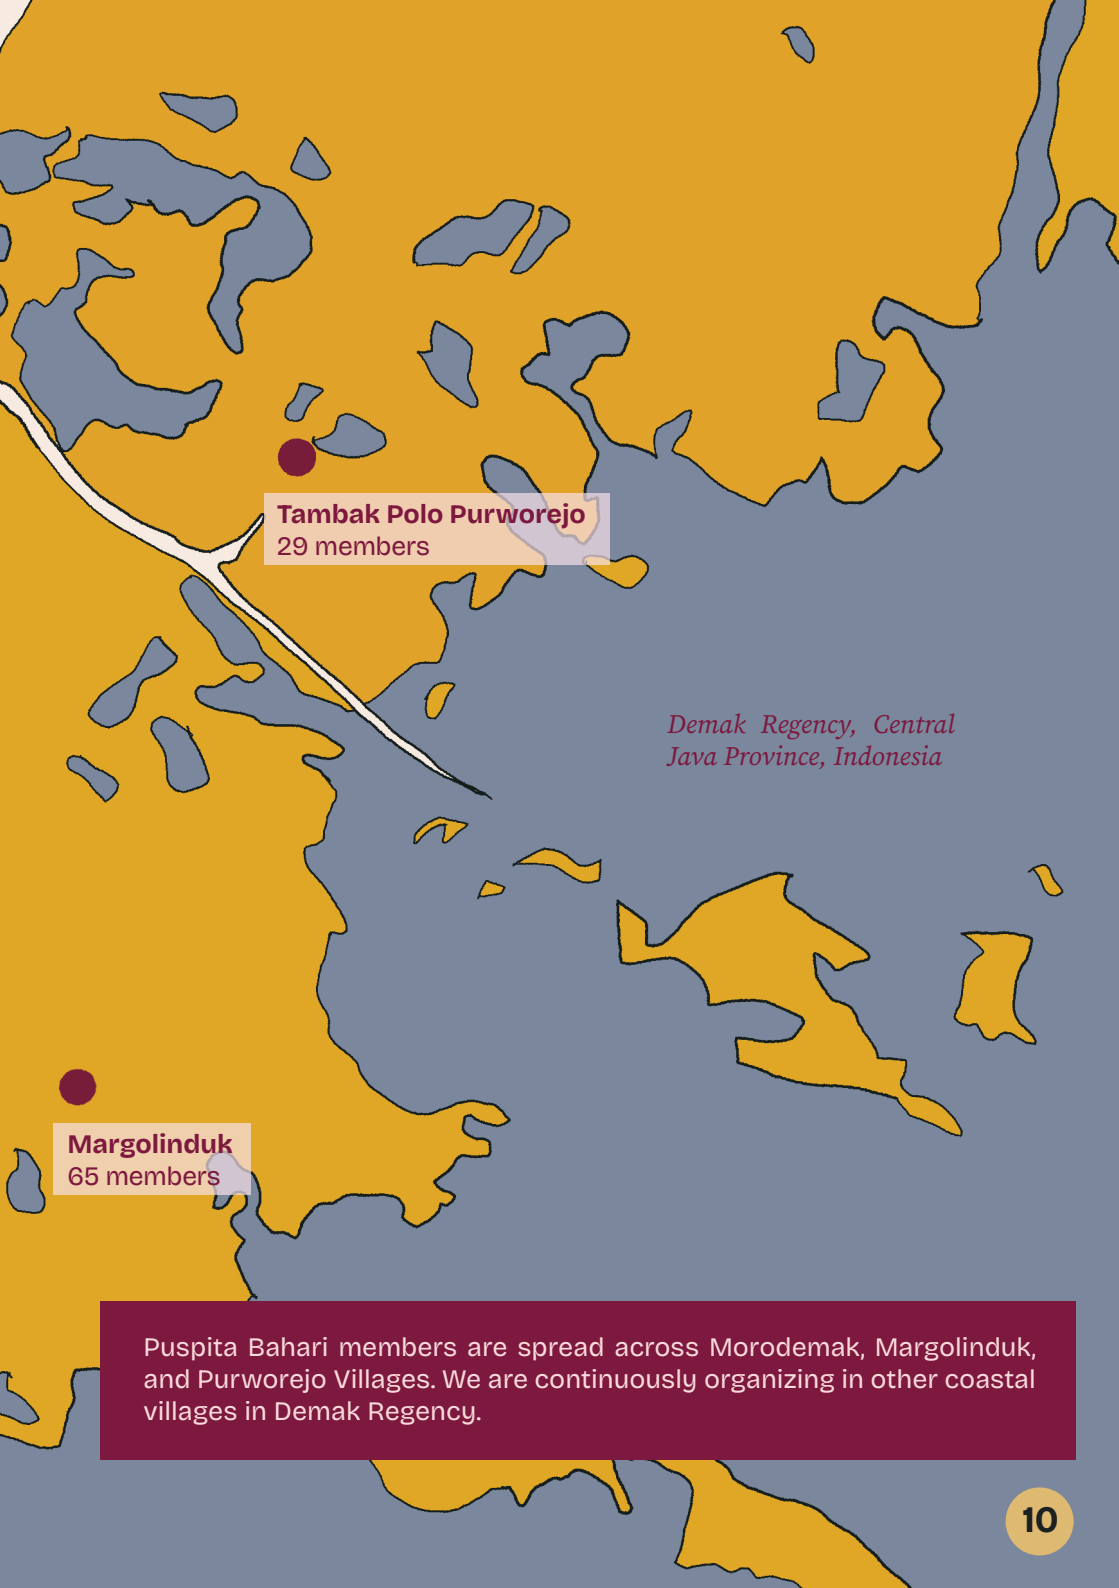 Tambak Polo Purworejo
29 members
Demak Regency, Central
Java Province, Indonesia
Margolinduk
65 members
Puspita Bahari members are spread across Morodemak, Margolinduk,
and Purworejo Villages. We are continuously organizing in other coastal
villages in Demak Regency.
10